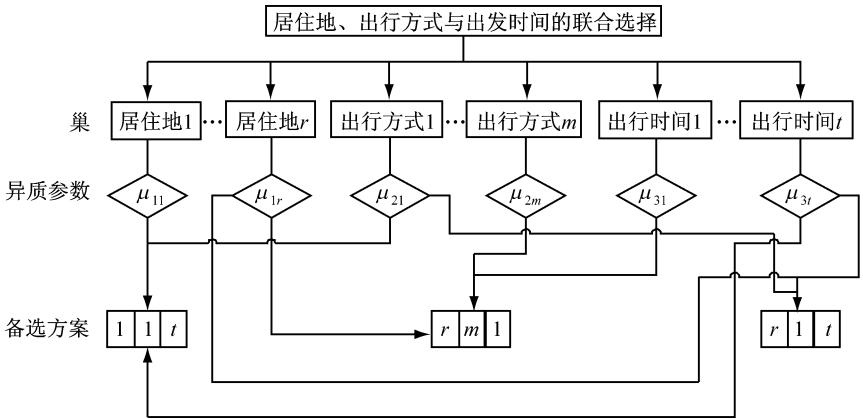 居住地、出行方式与出发时间的联合选择
巢 居住地1 … 居住地r 出行方式1 … 出行方式m 出行时间1 … 出行时间t
异质参数 μ11 μ1r μ21 μ2m μ31 μ3t
备选方案 1 1 t r m 1 r 1 t